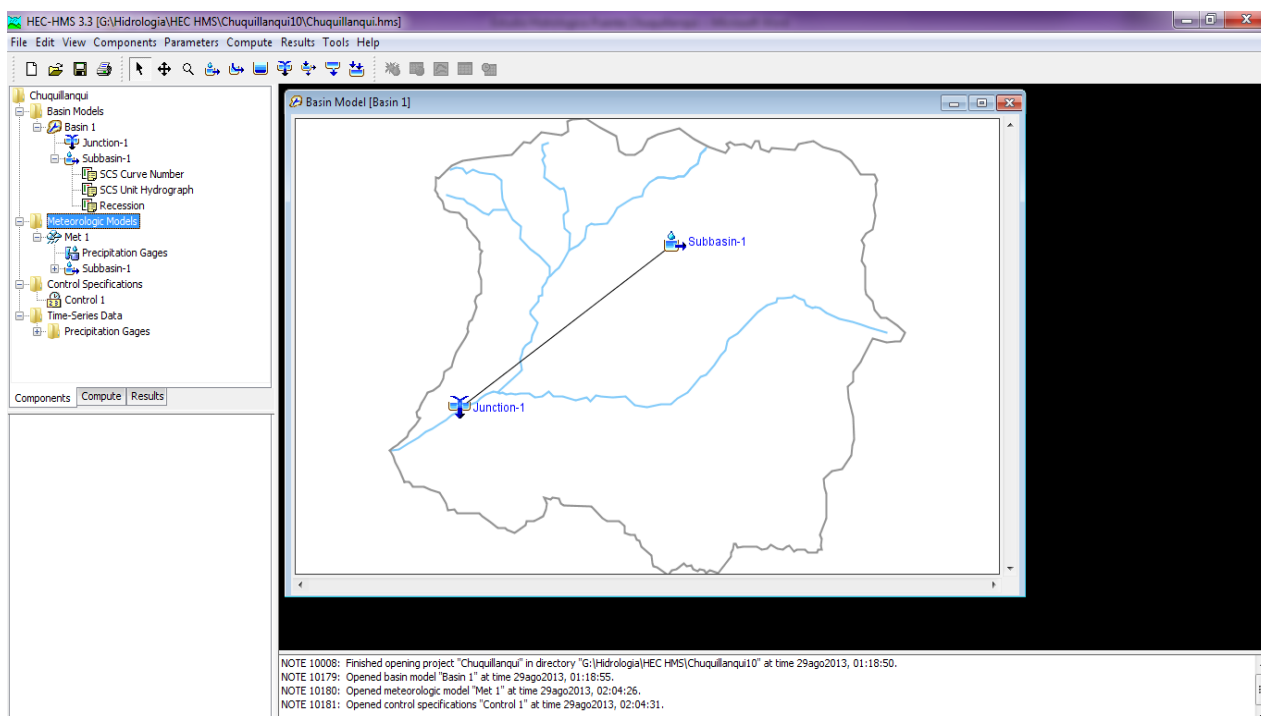 HEC-HMS 3.3 [G:\Hidrologia\HEC HMS\Chuquillanqui10\Chuquillanqui.hms]
File Edit View Components Parameters Compute Results Tools Help
Chuquillanqui
Basin Models
Basin 1
Junction-1
Subbasin-1
SCS Curve Number
SCS Unit Hydrograph
Recession
Meteorologic Models
Met 1
Precipitation Gages
Subbasin-1
Control Specifications
Control 1
Time-Series Data
Precipitation Gages
Components Compute Results
Basin Model [Basin 1]
Subbasin-1
Junction-1
NOTE 10008: Finished opening project "Chuquillanqui" in directory "G:\Hidrologia\HEC HMS\Chuquillanqui10" at time 29ago2013, 01:18:50.
NOTE 10179: Opened basin model "Basin 1" at time 29ago2013, 01:18:55.
NOTE 10180: Opened meteorologic model "Met 1" at time 29ago2013, 02:04:26.
NOTE 10181: Opened control specifications "Control 1" at time 29ago2013, 02:04:31.